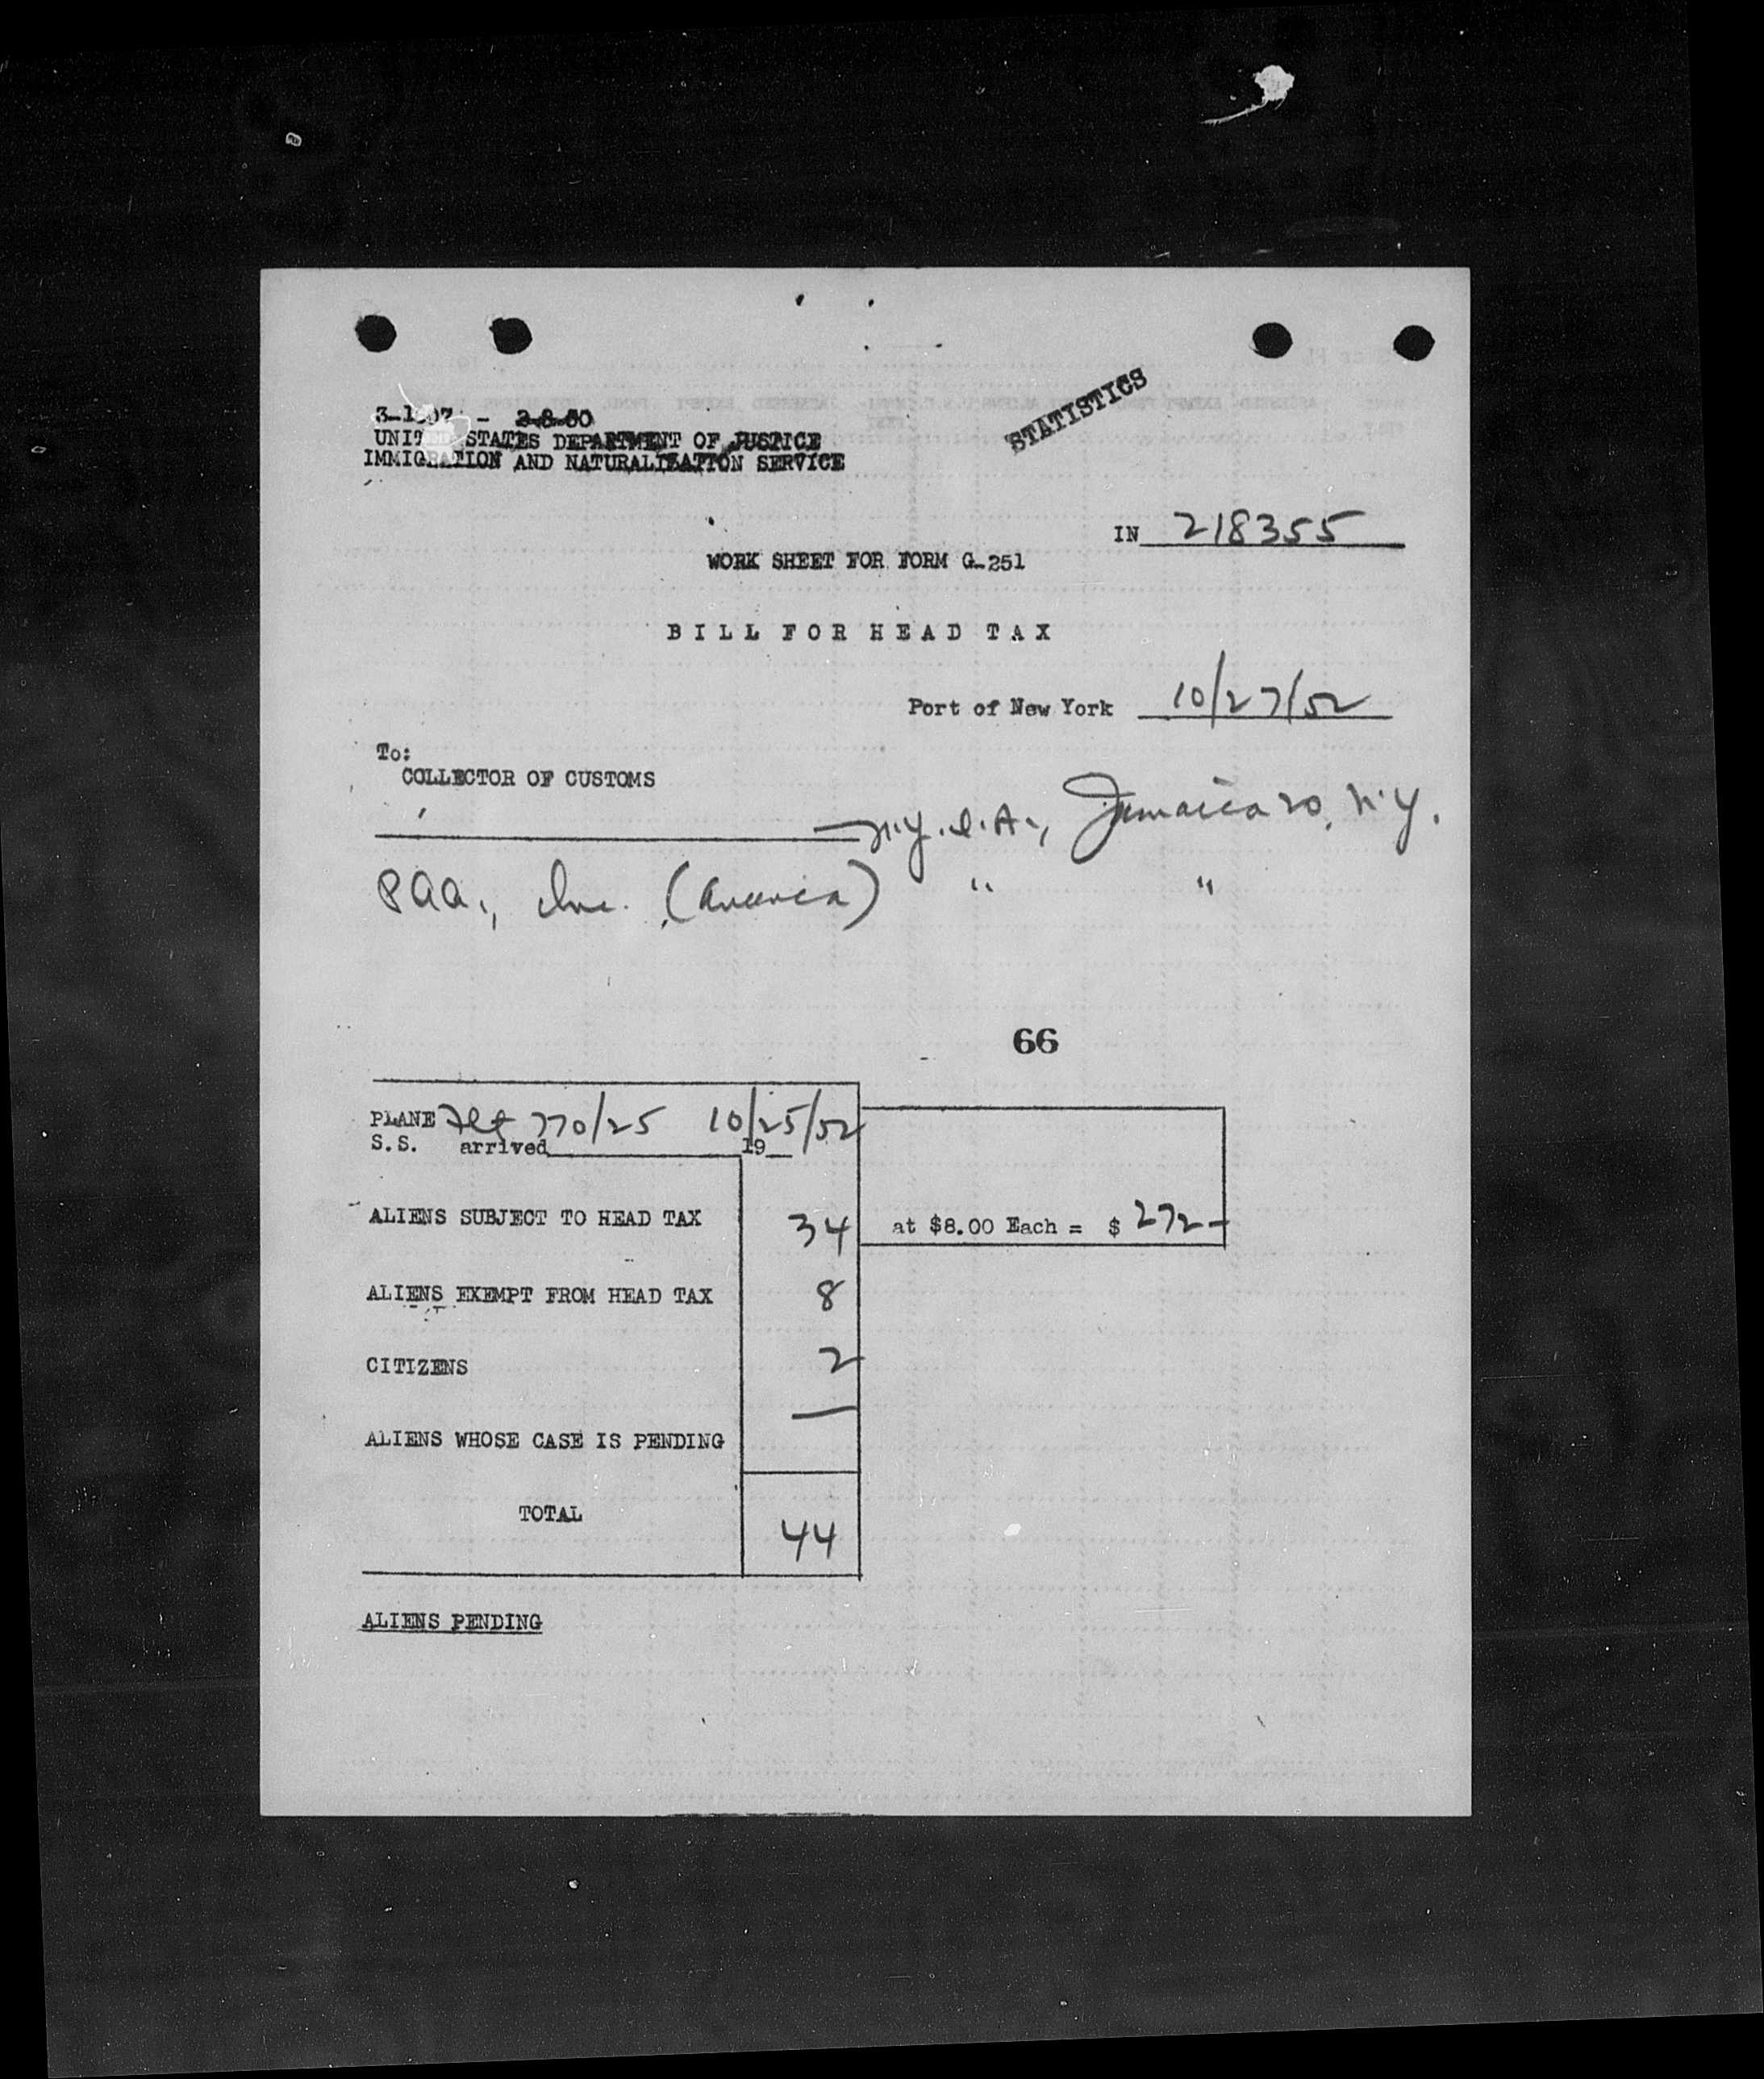 STATISTICS
3-1 - 2-8-50
UNITED STATES DEPARTMENT OF JUSTICE
IMMIGRATION AND NATURALIZATION SERVICE
IN 218355
WORK SHEET FOR FORM G-251
BILL FOR HEAD TAX
Port of New York 10/27/52
To:
COLLECTOR OF CUSTOMS
N.Y.I.A., Jamaica 20, N.Y.
PAA., Inc. " "
66
PLANE Flt 770/25 10/25/52
S.S. arrived 19
ALIENS SUBJECT TO HEAD TAX 34 at $8.00 Each = $ 272-
ALIENS EXEMPT FROM HEAD TAX 8
CITIZENS 2
ALIENS WHOSE CASE IS PENDING —
TOTAL 44
ALIENS PENDING